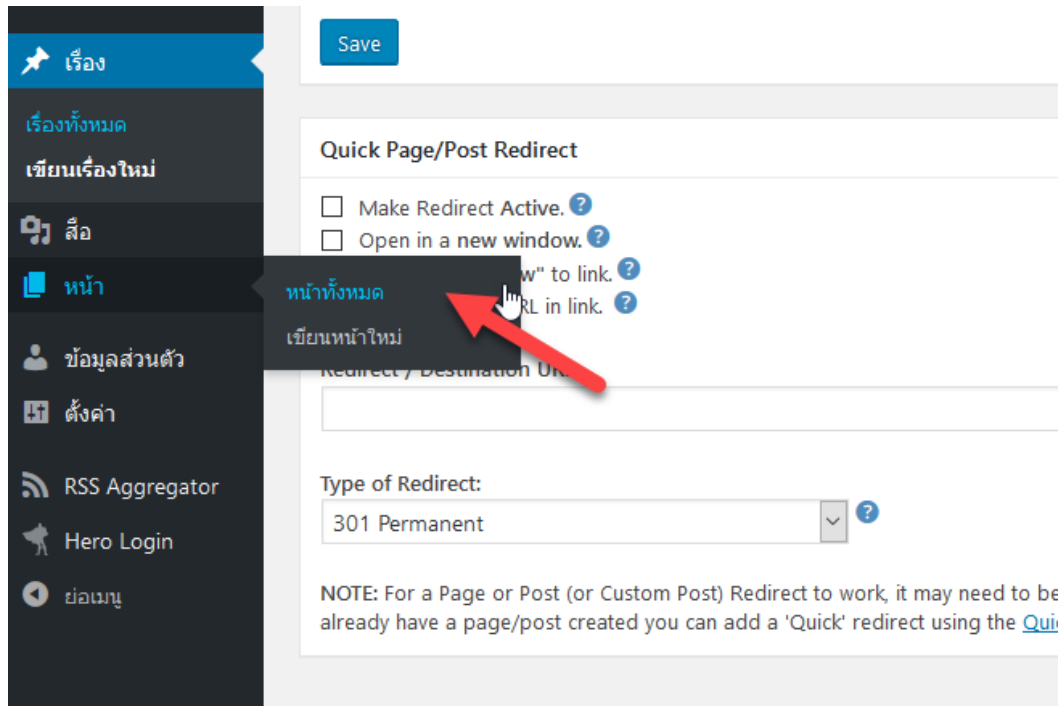 เรื่อง
เรื่องทั้งหมด
เขียนเรื่องใหม่
สื่อ
หน้า
หน้าทั้งหมด
เขียนหน้าใหม่
ข้อมูลส่วนตัว
ตั้งค่า
RSS Aggregator
Hero Login
ย่อเมนู
Save
Quick Page/Post Redirect
Make Redirect Active. ?
Open in a new window. ?
w" to link. ?
RL in link. ?
Redirect / Destination UR
Type of Redirect:
301 Permanent ?
NOTE: For a Page or Post (or Custom Post) Redirect to work, it may need to be
already have a page/post created you can add a 'Quick' redirect using the Qui